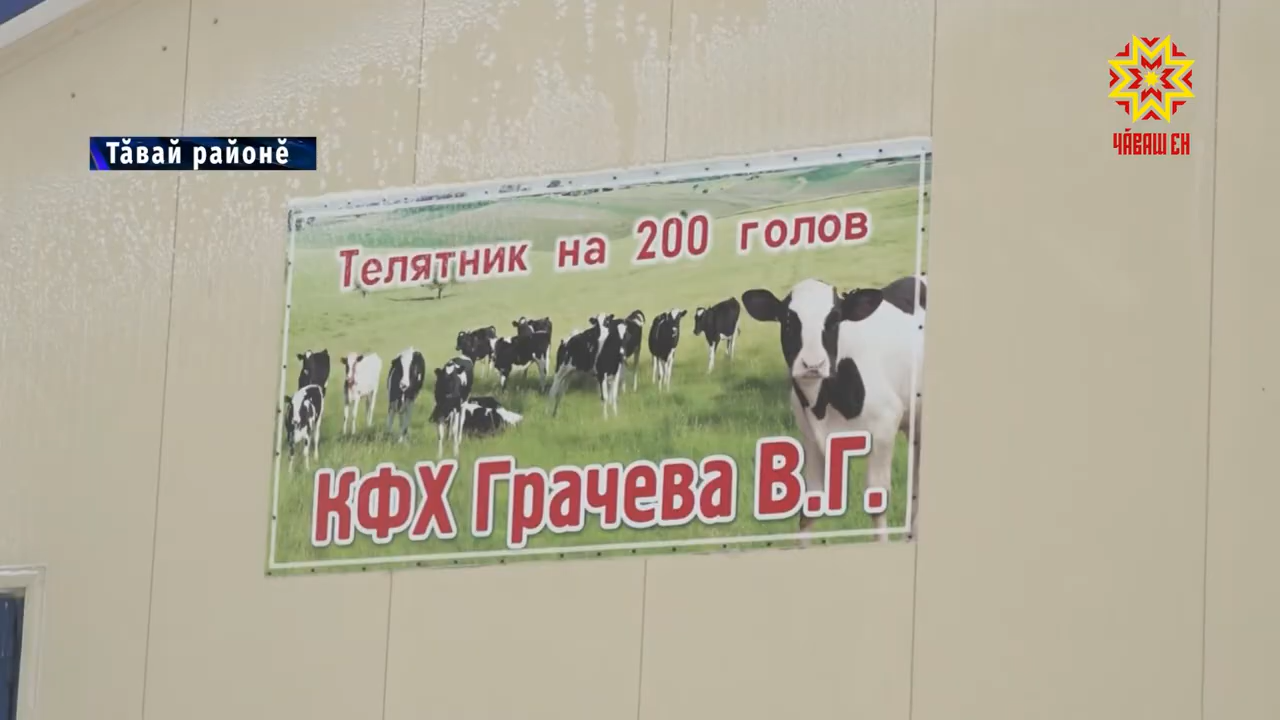 Тӑвай районӗ
ЧӐВАШ ЕН
Телятник на 200 голов
КФХ Грачева В.Г.